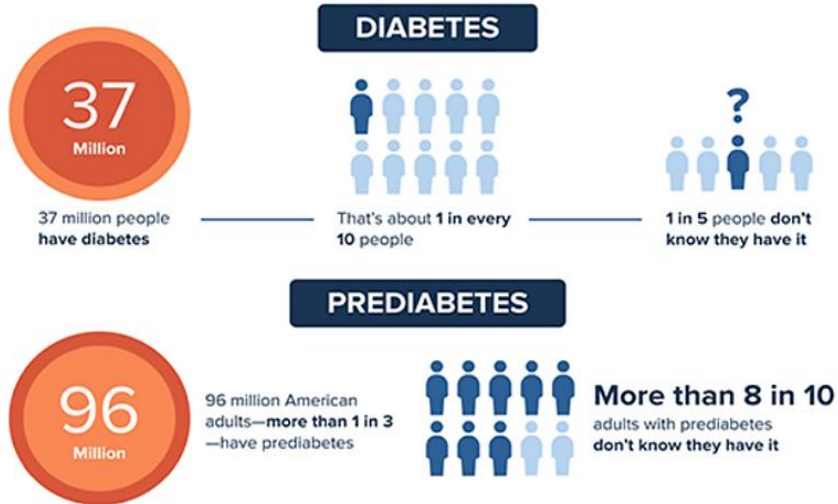 DIABETES
37
Million
37 million people
have diabetes
That's about 1 in every
10 people
?
1 in 5 people don't
know they have it
PREDIABETES
96
Million
96 million American
adults—more than 1 in 3
—have prediabetes
More than 8 in 10
adults with prediabetes
don't know they have it